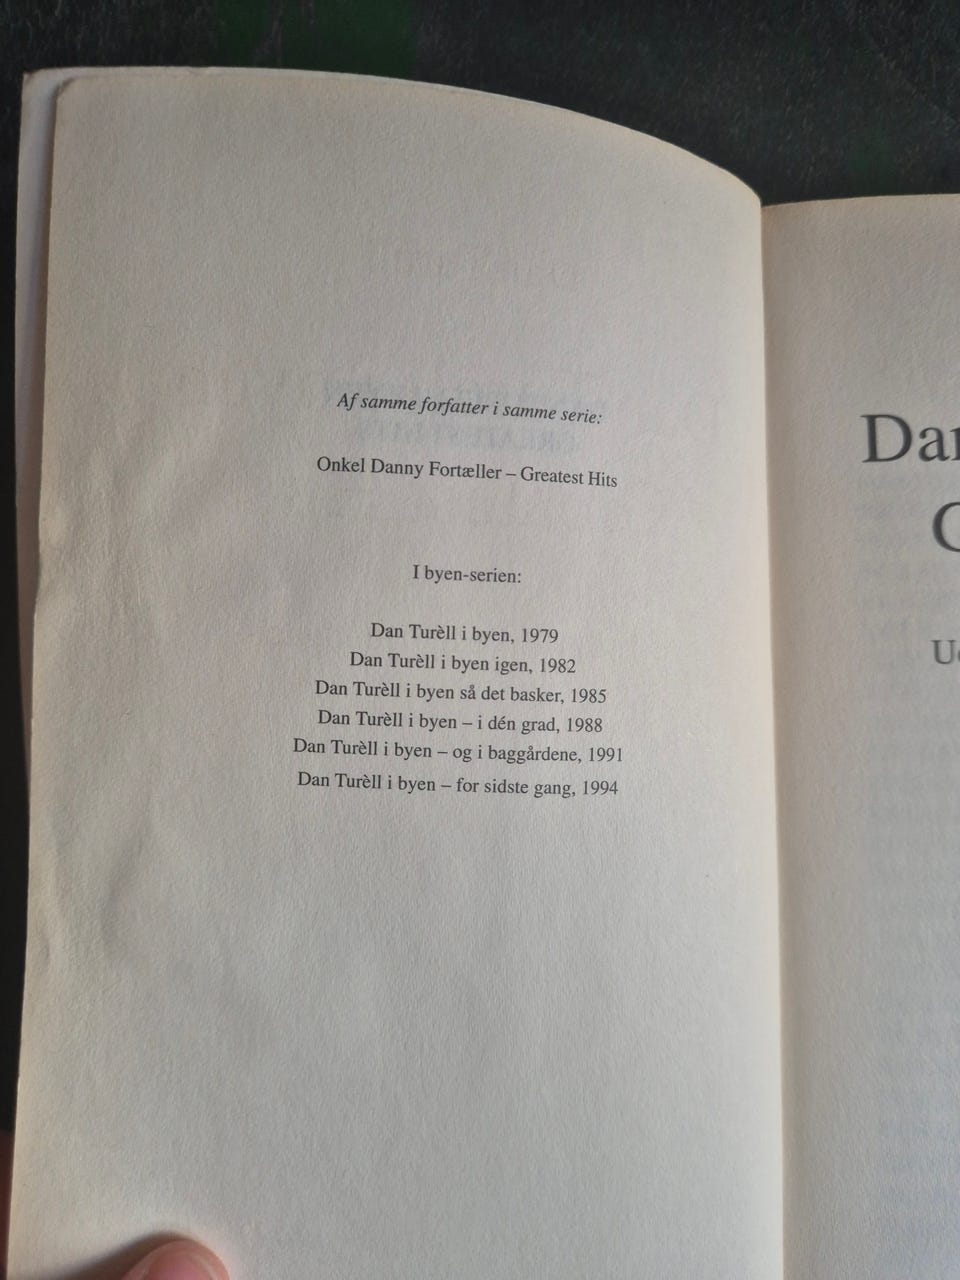 Af samme forfatter i samme serie:
Onkel Danny Fortæller – Greatest Hits
I byen-serien:
Dan Turèll i byen, 1979
Dan Turèll i byen igen, 1982
Dan Turèll i byen så det basker, 1985
Dan Turèll i byen – i dén grad, 1988
Dan Turèll i byen – og i baggårdene, 1991
Dan Turèll i byen – for sidste gang, 1994